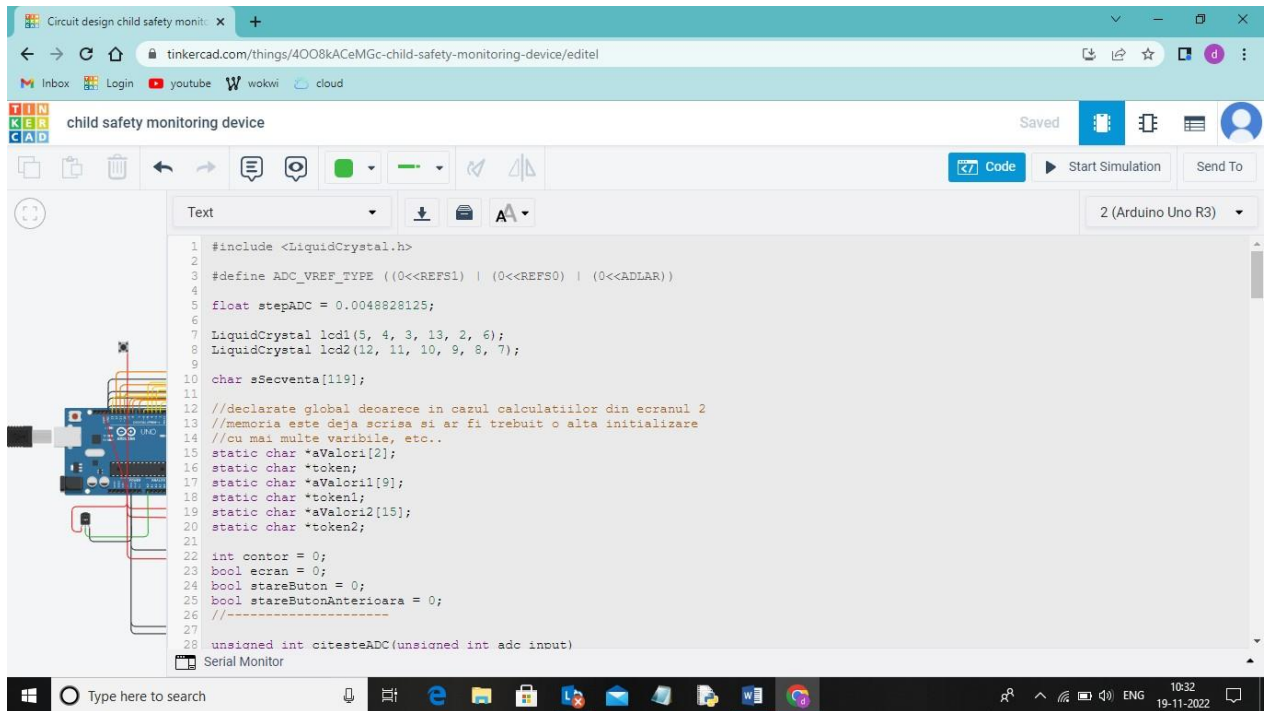 Circuit design child safety monito
tinkercad.com/things/4OO8kACeMGc-child-safety-monitoring-device/editel
d
Inbox Login youtube wokwi cloud
TIN
KER
CAD
child safety monitoring device
Saved
Code
Start Simulation
Send To
Text
2 (Arduino Uno R3)
1 #include <LiquidCrystal.h>
2
3 #define ADC_VREF_TYPE ((0<<REFS1) | (0<<REFS0) | (0<<ADLAR))
4
5 float stepADC = 0.0048828125;
6
7 LiquidCrystal lcd1(5, 4, 3, 13, 2, 6);
8 LiquidCrystal lcd2(12, 11, 10, 9, 8, 7);
9
10 char sSecventa[119];
11
12 //declarate global deoarece in cazul calculatiilor din ecranul 2
13 //memoria este deja scrisa si ar fi trebuit o alta initializare
14 //cu mai multe varibile, etc..
15 static char *aValori[2];
16 static char *token;
17 static char *aValori1[9];
18 static char *token1;
19 static char *aValori2[15];
20 static char *token2;
21
22 int contor = 0;
23 bool ecran = 0;
24 bool stareButon = 0;
25 bool stareButonAnterioara = 0;
26 //---------------------
27
28 unsigned int citesteADC(unsigned int adc_input)
UNO
Serial Monitor
Type here to search
ENG
10:32
19-11-2022